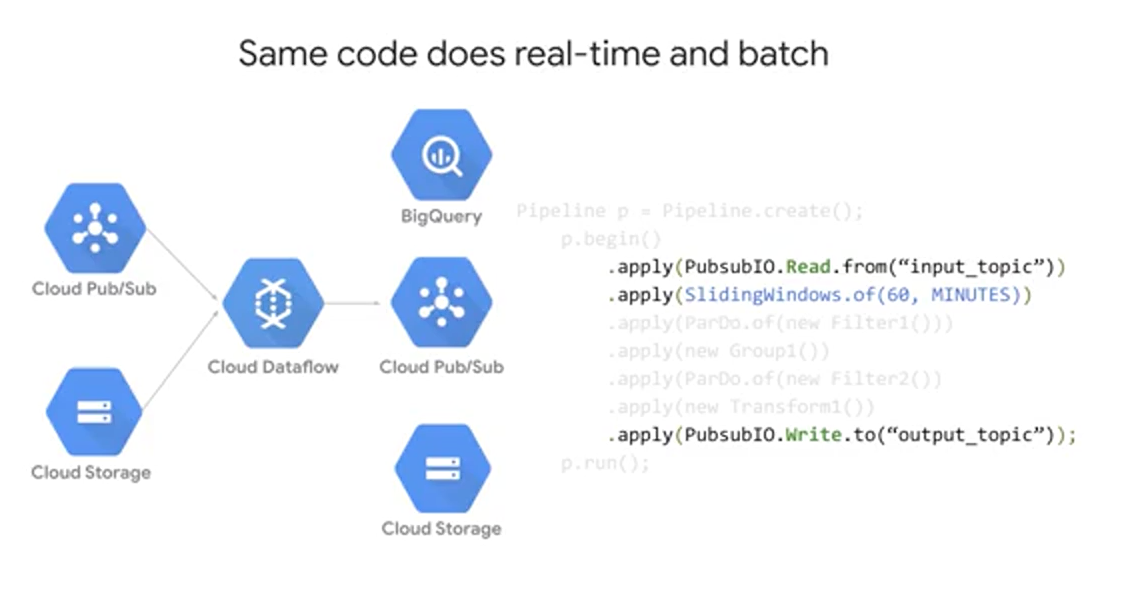 Same code does real-time and batch
BigQuery
Cloud Pub/Sub
Cloud Dataflow
Cloud Pub/Sub
Cloud Storage
Cloud Storage
Pipeline p = Pipeline.create();
p.begin()
.apply(PubsubIO.Read.from(“input_topic”))
.apply(SlidingWindows.of(60, MINUTES))
.apply(ParDo.of(new Filter1()))
.apply(new Group1())
.apply(ParDo.of(new Filter2())
.apply(new Transform1())
.apply(PubsubIO.Write.to(“output_topic”));
p.run();